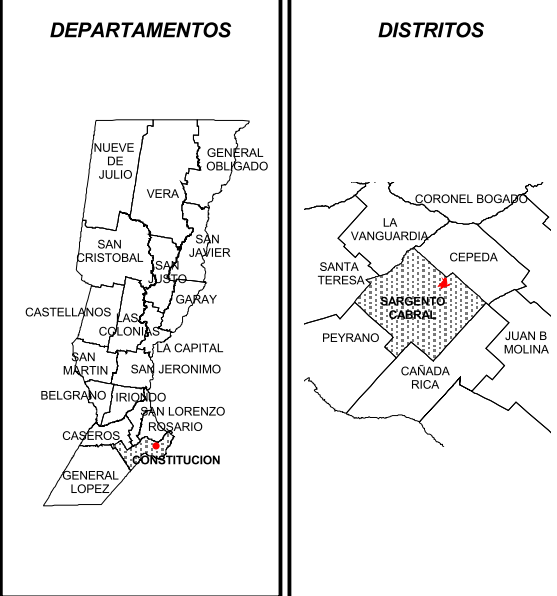 DEPARTAMENTOS
NUEVE
DE
JULIO
GENERAL
OBLIGADO
VERA
SAN
CRISTOBAL
SAN
JAVIER
SAN
JUSTO
GARAY
CASTELLANOS
LAS
COLONIAS
LA CAPITAL
SAN
MARTIN
SAN JERONIMO
BELGRANO
IRIONDO
SAN LORENZO
ROSARIO
CASEROS
CONSTITUCION
GENERAL
LOPEZ
DISTRITOS
CORONEL BOGADO
LA
VANGUARDIA
CEPEDA
SANTA
TERESA
SARGENTO
CABRAL
PEYRANO
JUAN B
MOLINA
CAÑADA
RICA